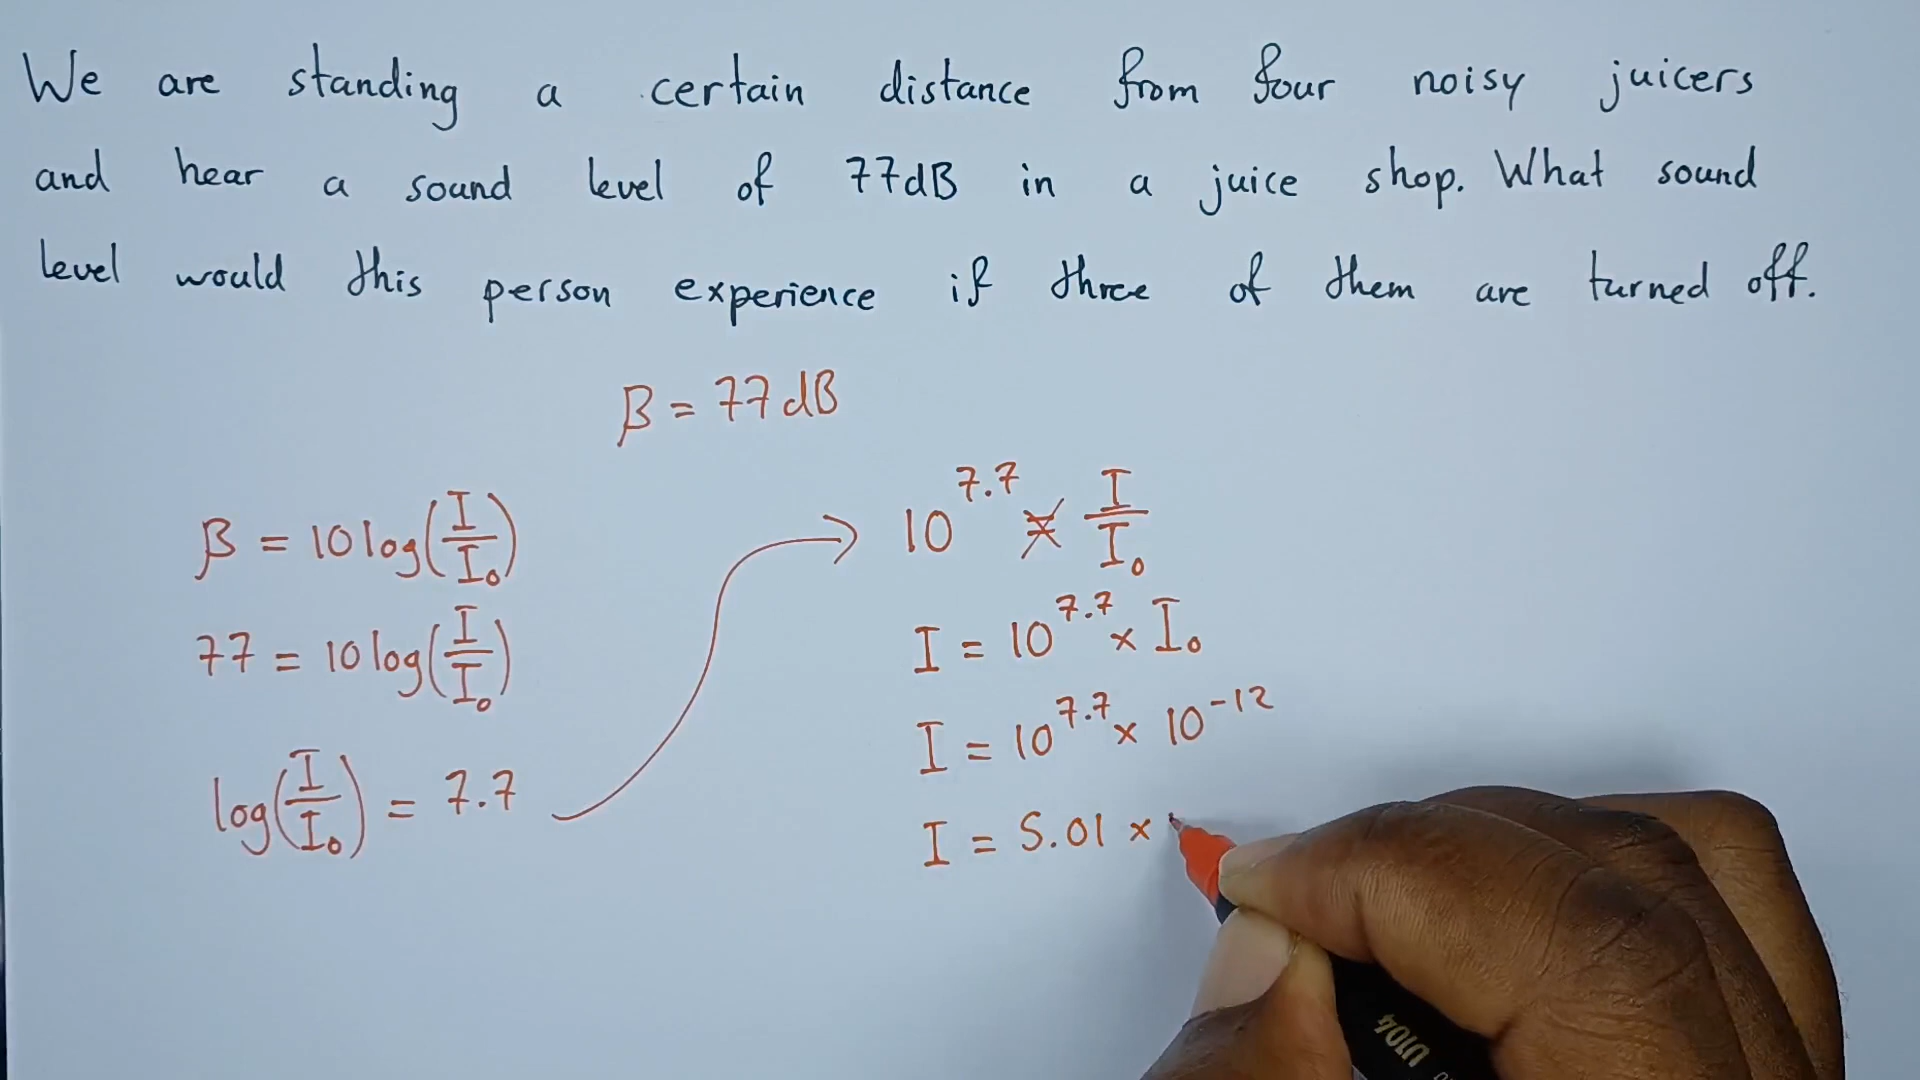 We are standing a certain distance from four noisy juicers
and hear a sound level of 77dB in a juice shop. What sound
level would this person experience if three of them are turned off.
β = 77dB
β = 10 log(I/I₀)
77 = 10 log(I/I₀)
log(I/I₀) = 7.7
10^7.7 = I/I₀
I = 10^7.7 × I₀
I = 10^7.7 × 10^-12
I = 5.01 ×
U104